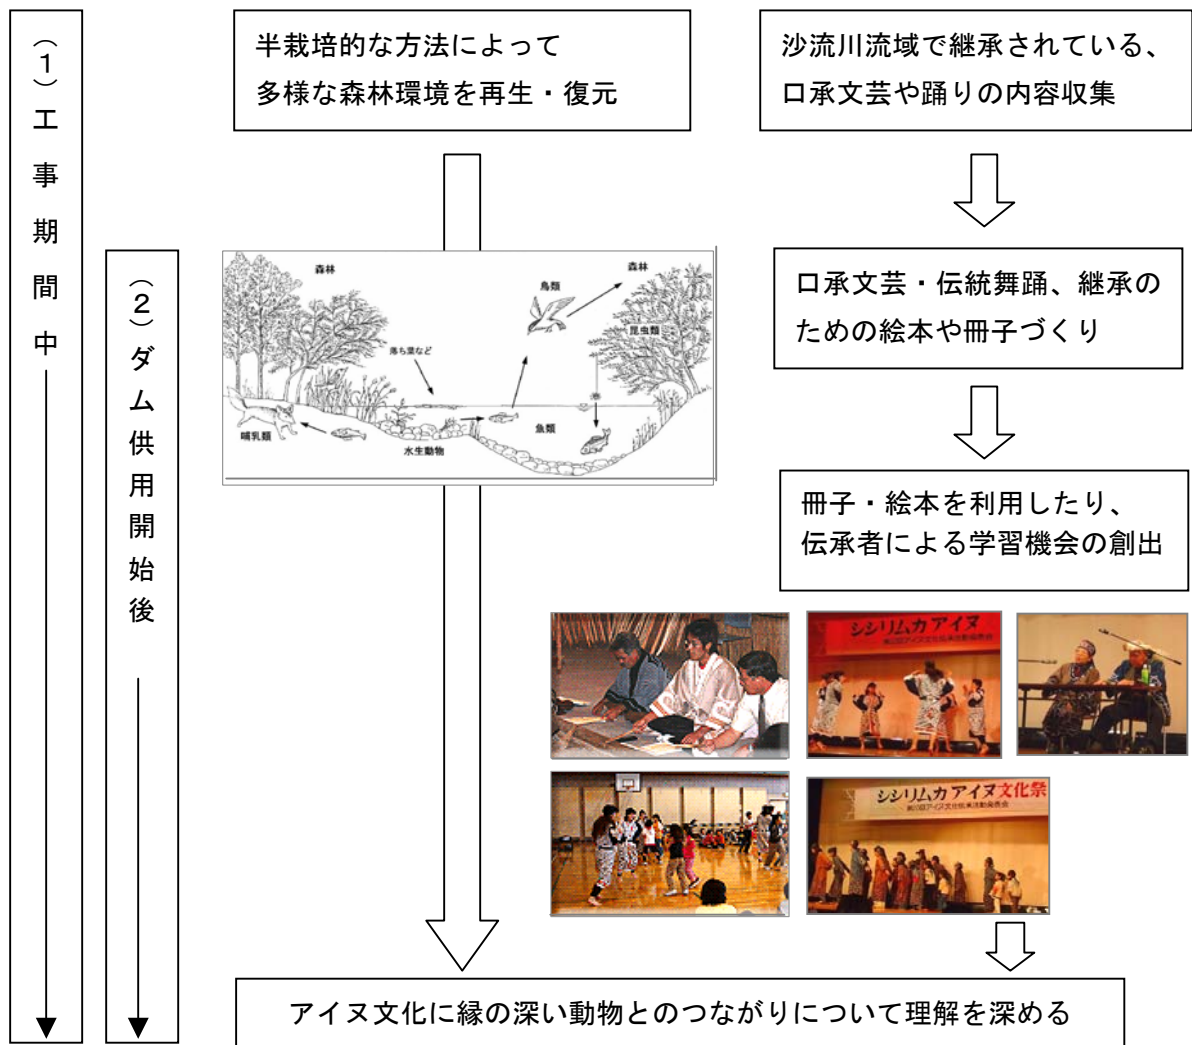 (1)工事期間中
(2)ダム供用開始後
半栽培的な方法によって
多様な森林環境を再生・復元
沙流川流域で継承されている、
口承文芸や踊りの内容収集
森林
鳥類
森林
昆虫類
落ち葉など
哺乳類
水生動物
魚類
口承文芸・伝統舞踊、継承の
ための絵本や冊子づくり
冊子・絵本を利用したり、
伝承者による学習機会の創出
シシリムカ アイヌ
シシリムカ アイヌ文化祭
アイヌ文化に縁の深い動物とのつながりについて理解を深める